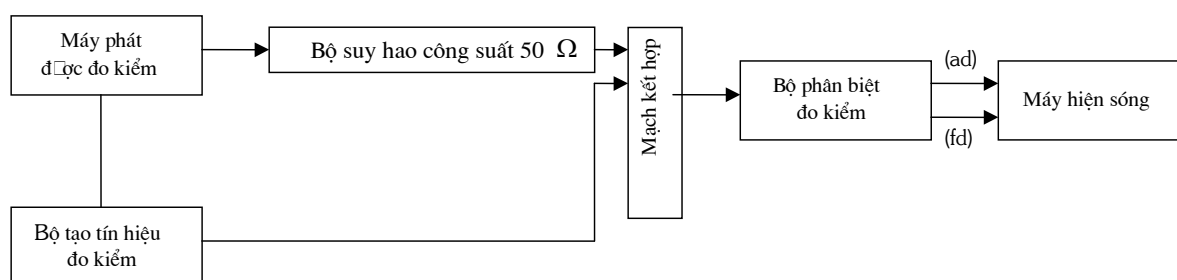 Máy phát
đ□ợc đo kiểm
Bộ suy hao công suất 50 Ω
Mạch kết hợp
Bộ phân biệt
đo kiểm
(ad)
(fd)
Máy hiện sóng
Bộ tạo tín hiệu
đo kiểm